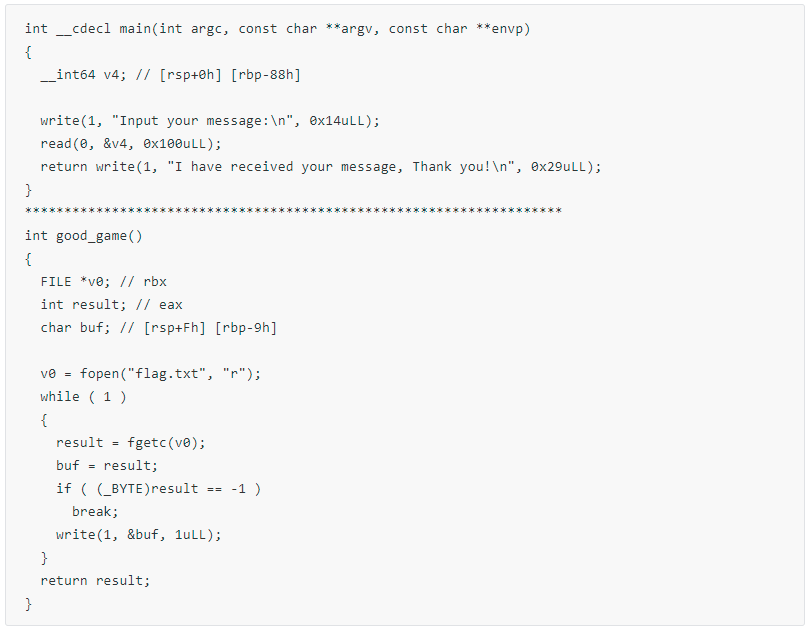 int __cdecl main(int argc, const char **argv, const char **envp)
{
  __int64 v4; // [rsp+0h] [rbp-88h]

  write(1, "Input your message:\n", 0x14uLL);
  read(0, &v4, 0x100uLL);
  return write(1, "I have received your message, Thank you!\n", 0x29uLL);
}
********************************************************************
int good_game()
{
  FILE *v0; // rbx
  int result; // eax
  char buf; // [rsp+Fh] [rbp-9h]

  v0 = fopen("flag.txt", "r");
  while ( 1 )
  {
    result = fgetc(v0);
    buf = result;
    if ( (_BYTE)result == -1 )
      break;
    write(1, &buf, 1uLL);
  }
  return result;
}